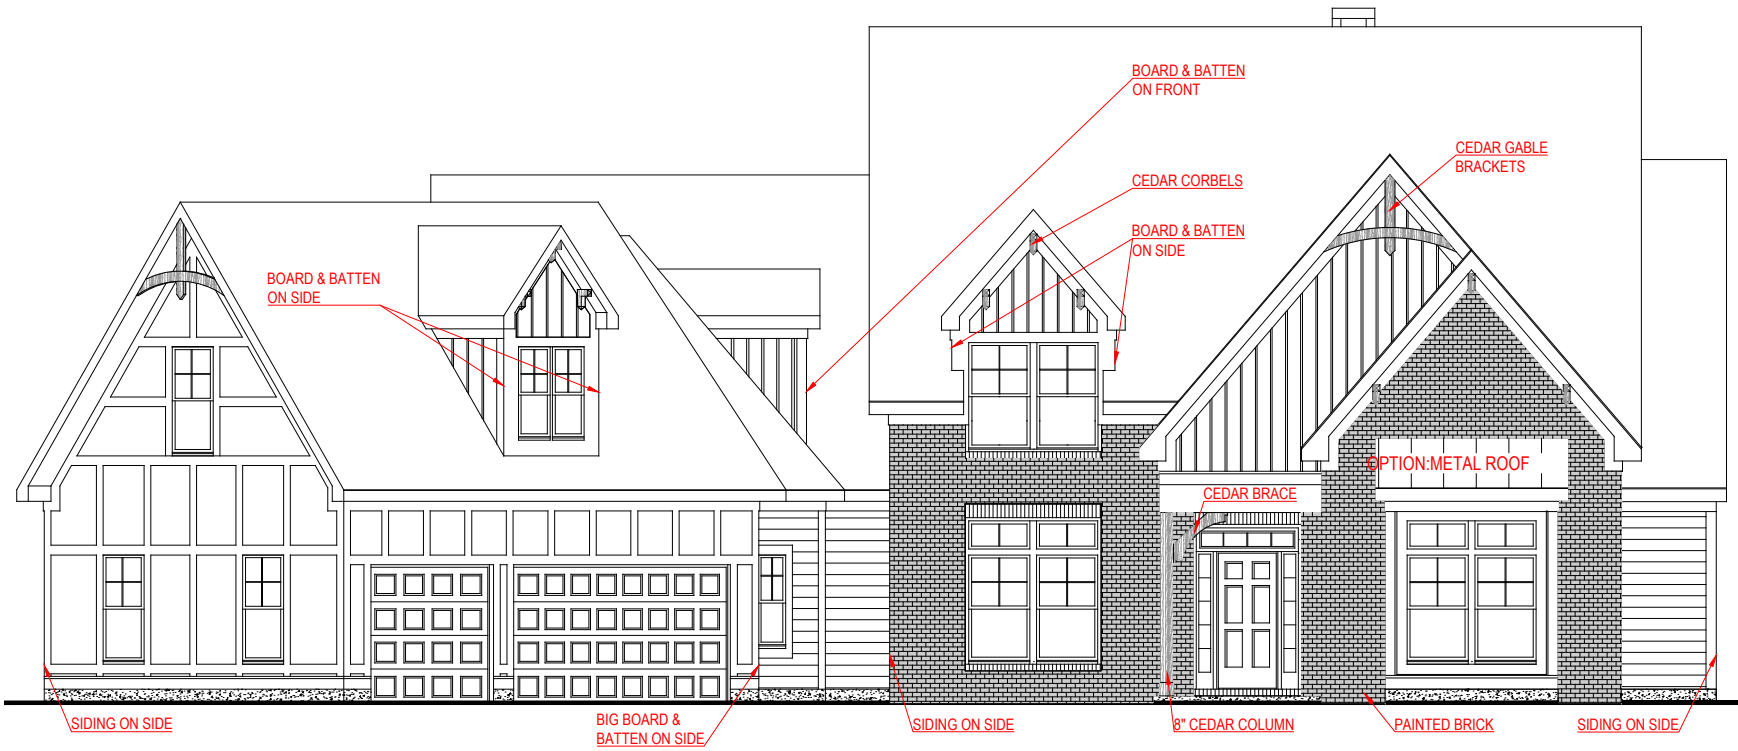 BOARD & BATTEN
ON FRONT
CEDAR GABLE
BRACKETS
CEDAR CORBELS
BOARD & BATTEN
ON SIDE
BOARD & BATTEN
ON SIDE
OPTION:METAL ROOF
CEDAR BRACE
SIDING ON SIDE
BIG BOARD &
BATTEN ON SIDE
SIDING ON SIDE
8" CEDAR COLUMN
PAINTED BRICK
SIDING ON SIDE